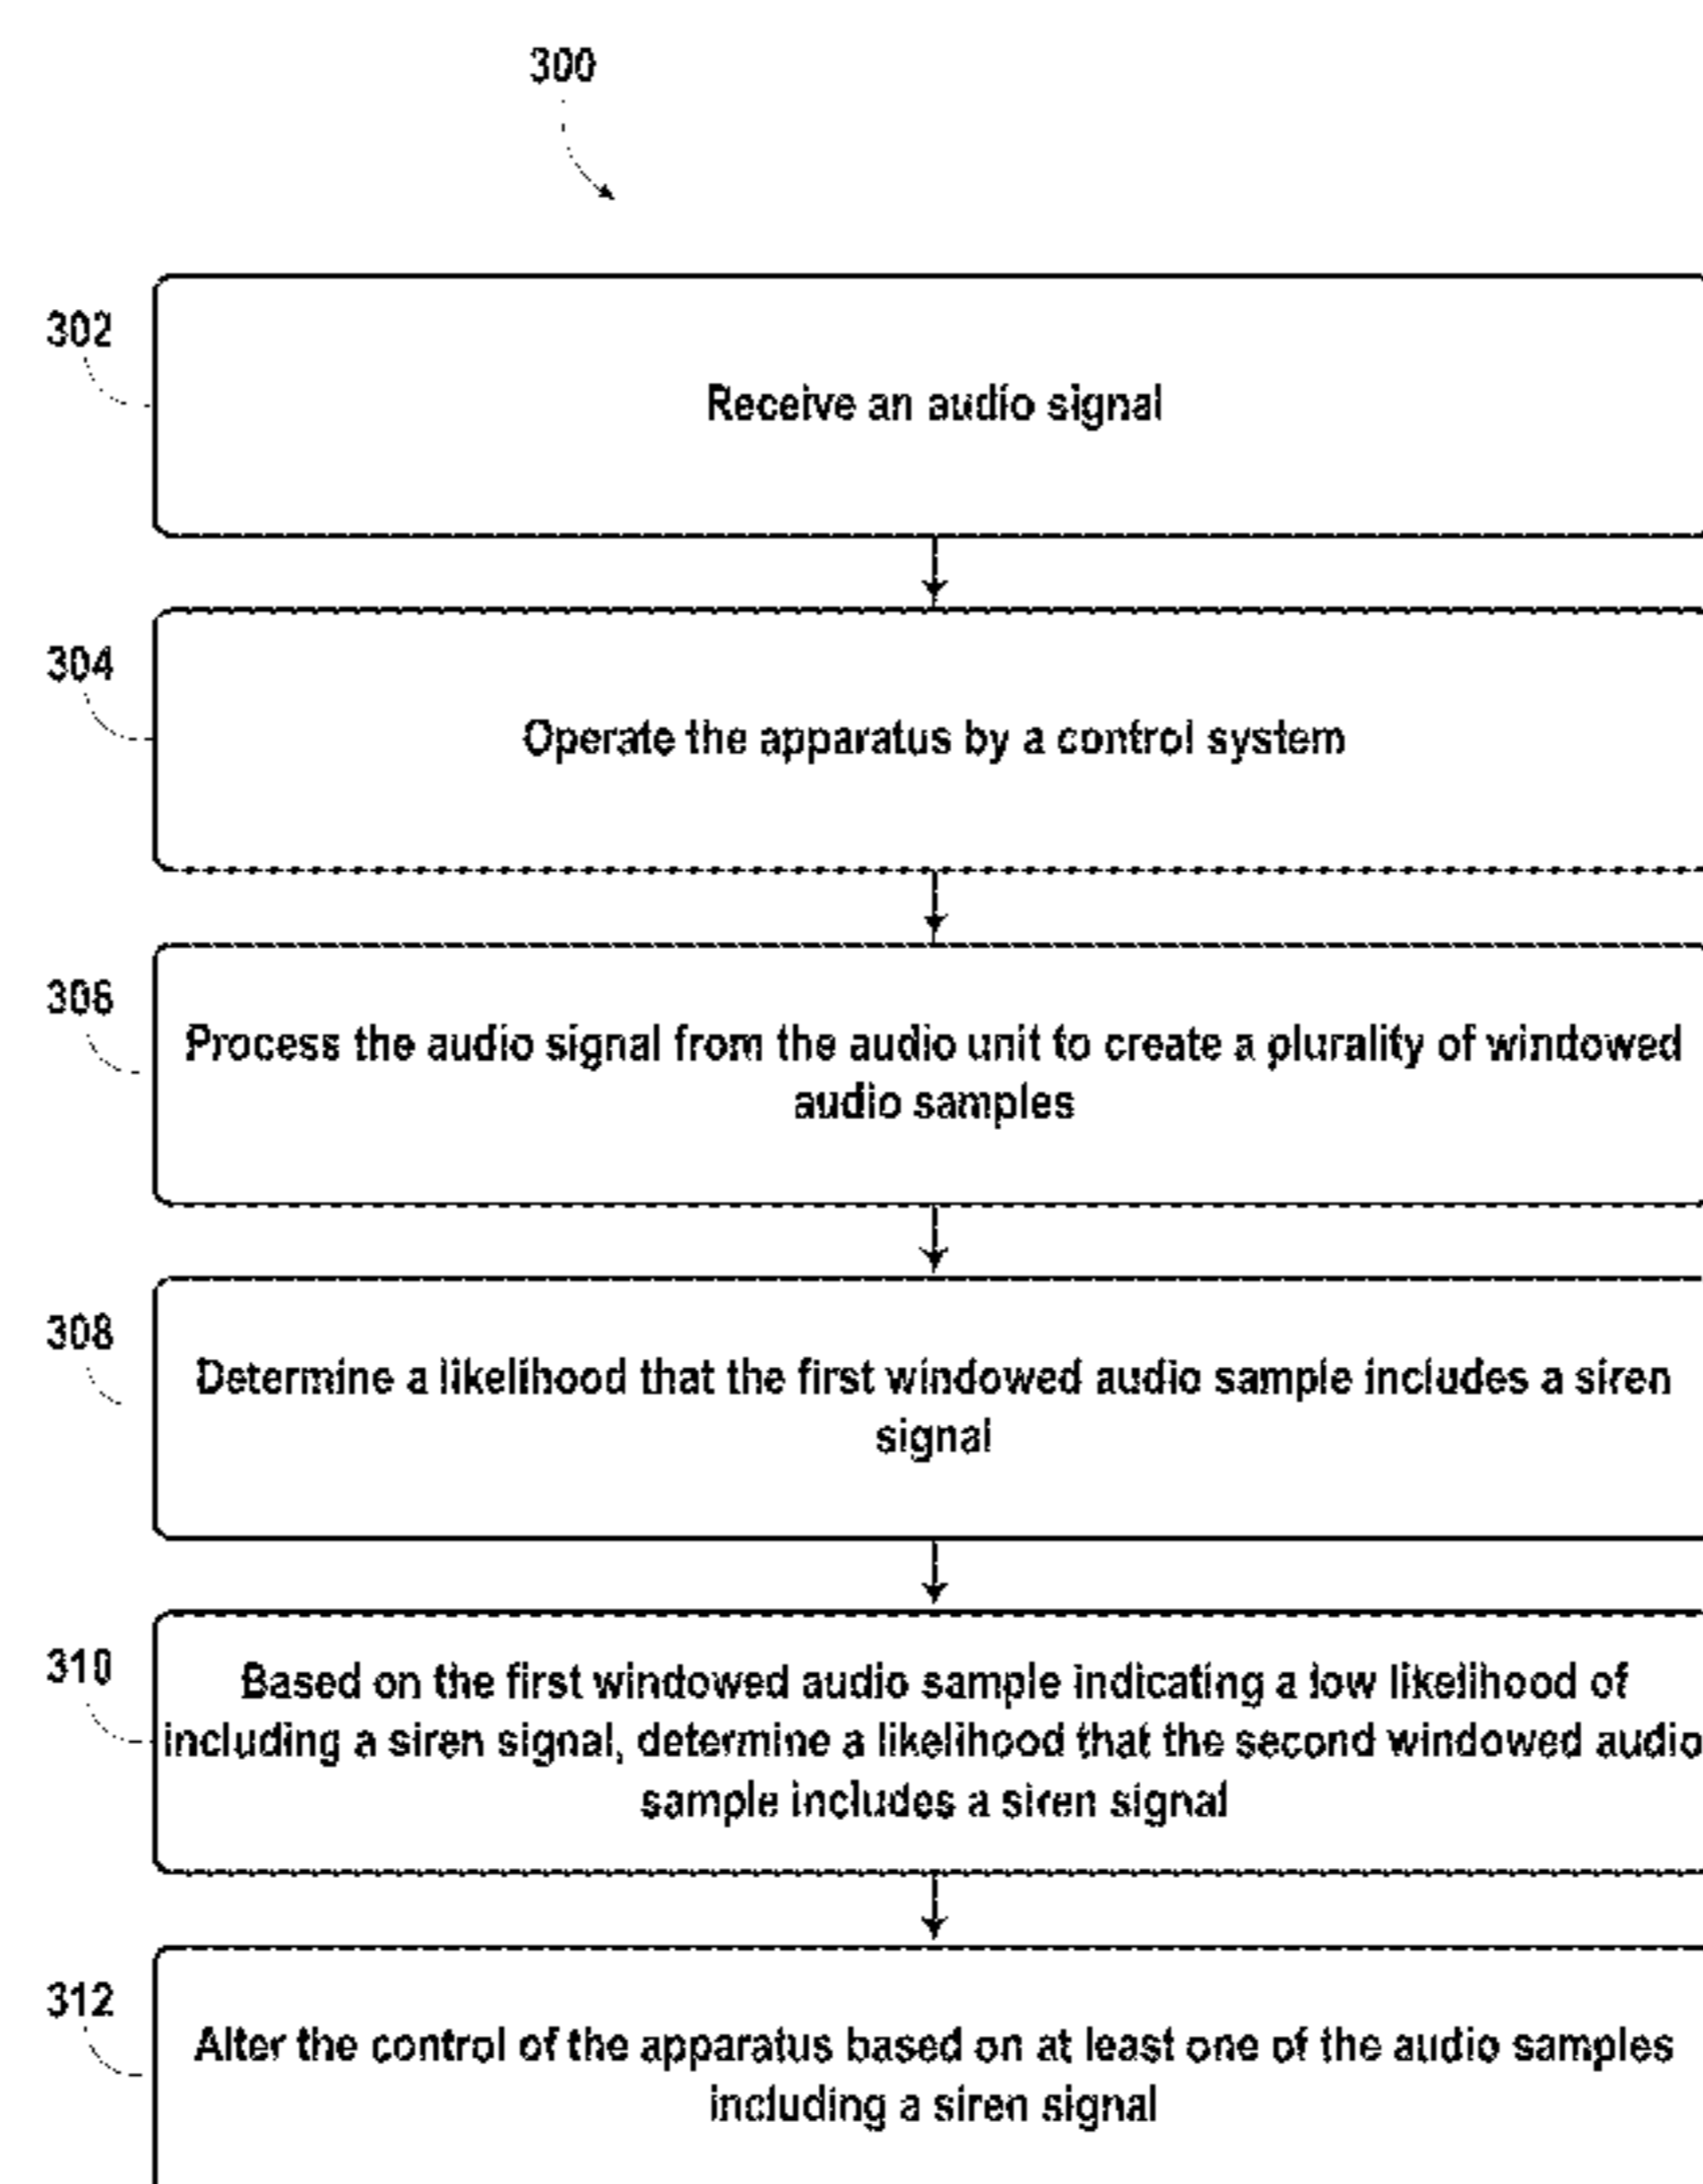 300
302
Receive an audio signal
304
Operate the apparatus by a control system
306
Process the audio signal from the audio unit to create a plurality of windowed
audio samples
308
Determine a likelihood that the first windowed audio sample includes a siren
signal
310
Based on the first windowed audio sample indicating a low likelihood of
including a siren signal, determine a likelihood that the second windowed audio
sample includes a siren signal
312
Alter the control of the apparatus based on at least one of the audio samples
including a siren signal